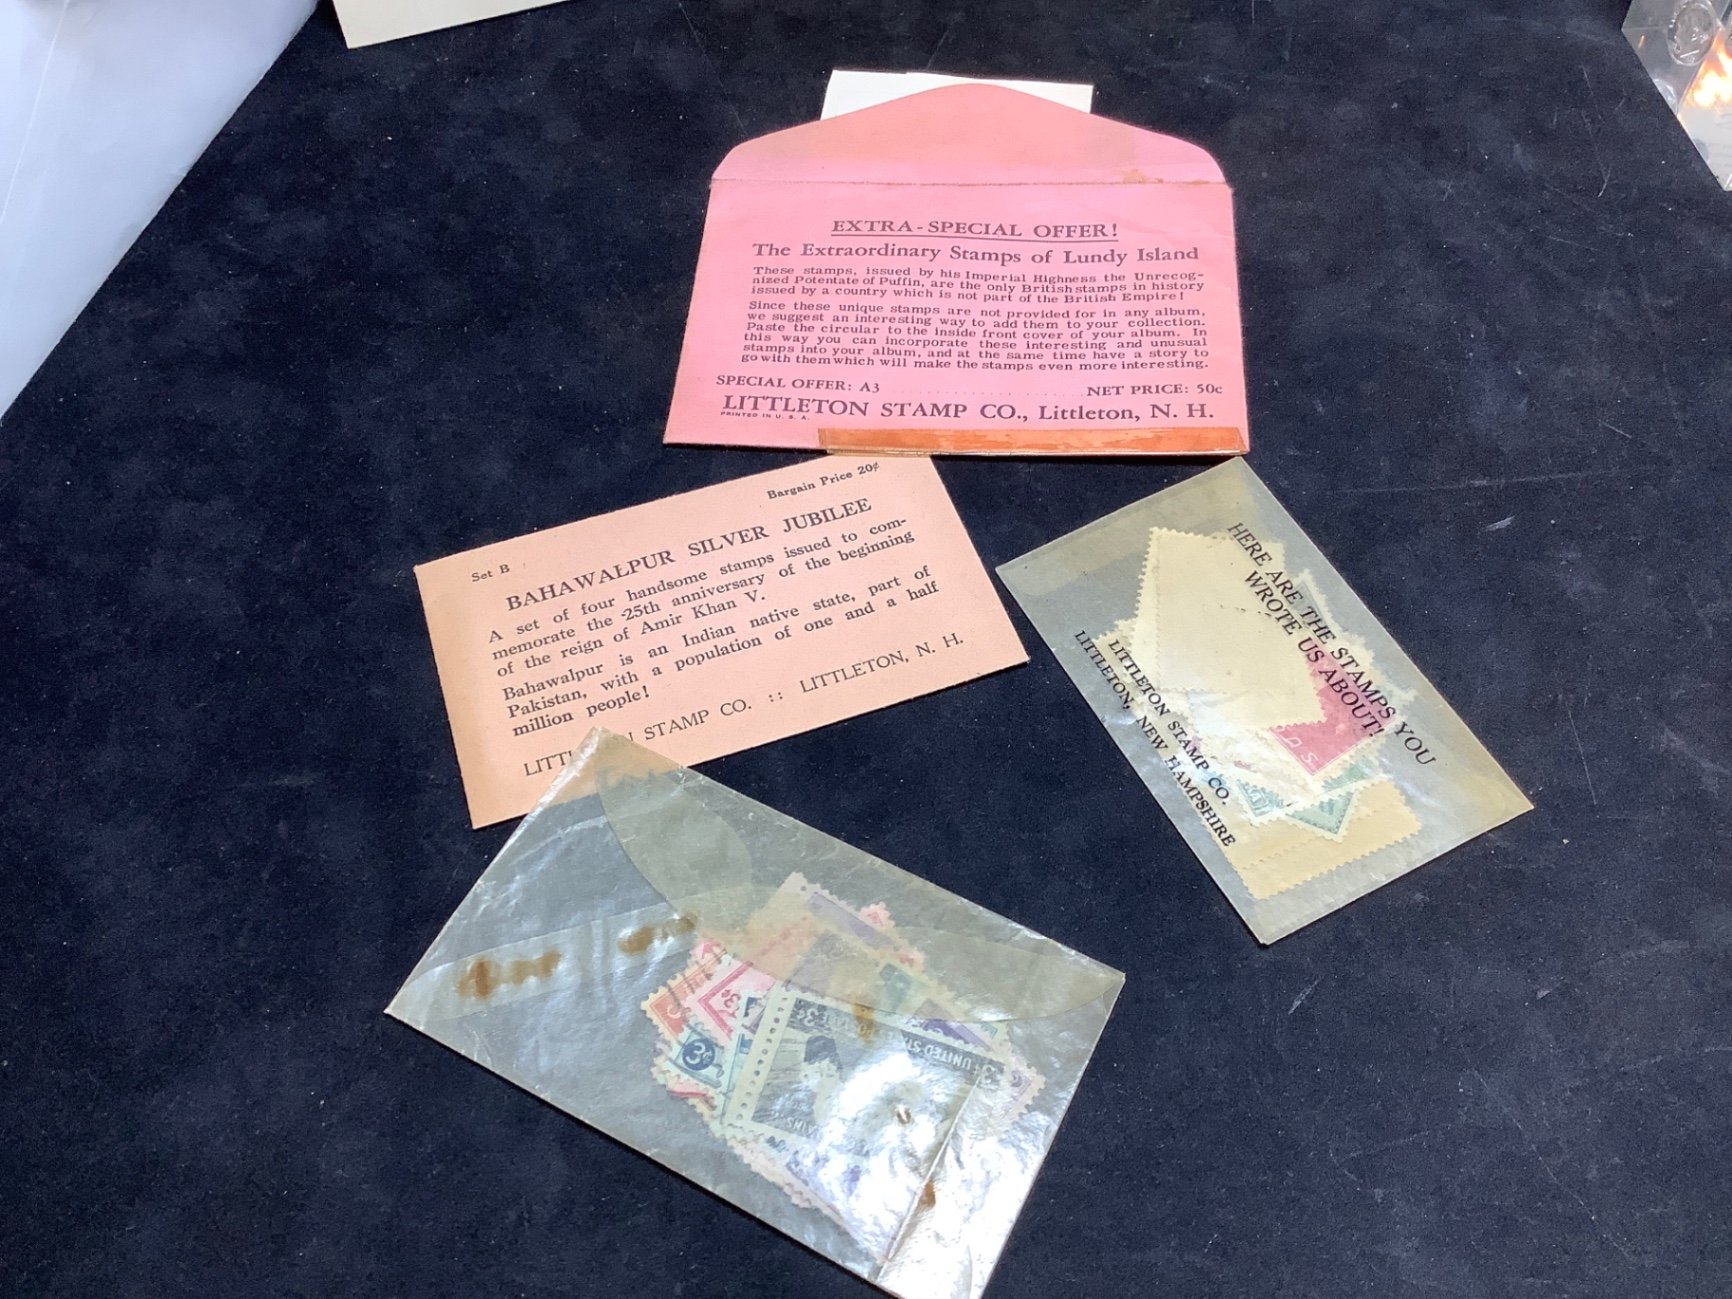 EXTRA-SPECIAL OFFER!
The Extraordinary Stamps of Lundy Island
These stamps, issued by his Imperial Highness the Unrecog-
nized Potentate of Puffin, are the only British stamps in history
issued by a country which is not part of the British Empire!
Since these unique stamps are not provided for in any album,
we suggest an interesting way to add them to your collection.
Paste the circular to the inside front cover of your album. In
this way you can incorporate these interesting and unusual
stamps into your album, and at the same time have a story to
go with them which will make the stamps even more interesting.
SPECIAL OFFER: A3 . . . . . . . . . . . . . . . . NET PRICE: 50c
LITTLETON STAMP CO., Littleton, N. H.
PRINTED IN U. S. A.
Set B
Bargain Price 20¢
BAHAWALPUR SILVER JUBILEE
A set of four handsome stamps issued to com-
memorate the 25th anniversary of the beginning
of the reign of Amir Khan V.
Bahawalpur is an Indian native state, part of
Pakistan, with a population of one and a half
million people!
STAMP CO. :: LITTLETON, N. H.
HERE ARE THE STAMPS YOU
WROTE US ABOUT!
LITTLETON STAMP CO.
LITTLETON, NEW HAMPSHIRE
3¢
3¢
POSTAGE 3¢
UNITED STATES
3¢